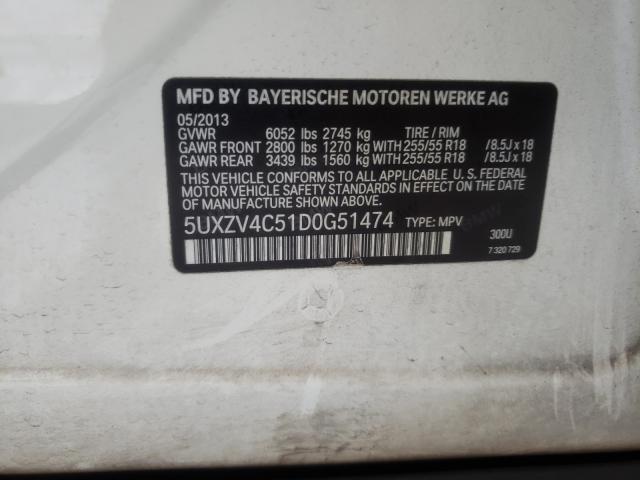 MFD BY BAYERISCHE MOTOREN WERKE AG
05/2013
GVWR 6052 lbs 2745 kg TIRE / RIM
GAWR FRONT 2800 lbs 1270 kg WITH 255/55 R18 /8.5J x 18
GAWR REAR 3439 lbs 1560 kg WITH 255/55 R18 /8.5J x 18
THIS VEHICLE CONFORMS TO ALL APPLICABLE U. S. FEDERAL
MOTOR VEHICLE SAFETY STANDARDS IN EFFECT ON THE
DATE OF MANUFACTURE SHOWN ABOVE.
5UXZV4C51D0G51474 TYPE: MPV
300U
7 320 729